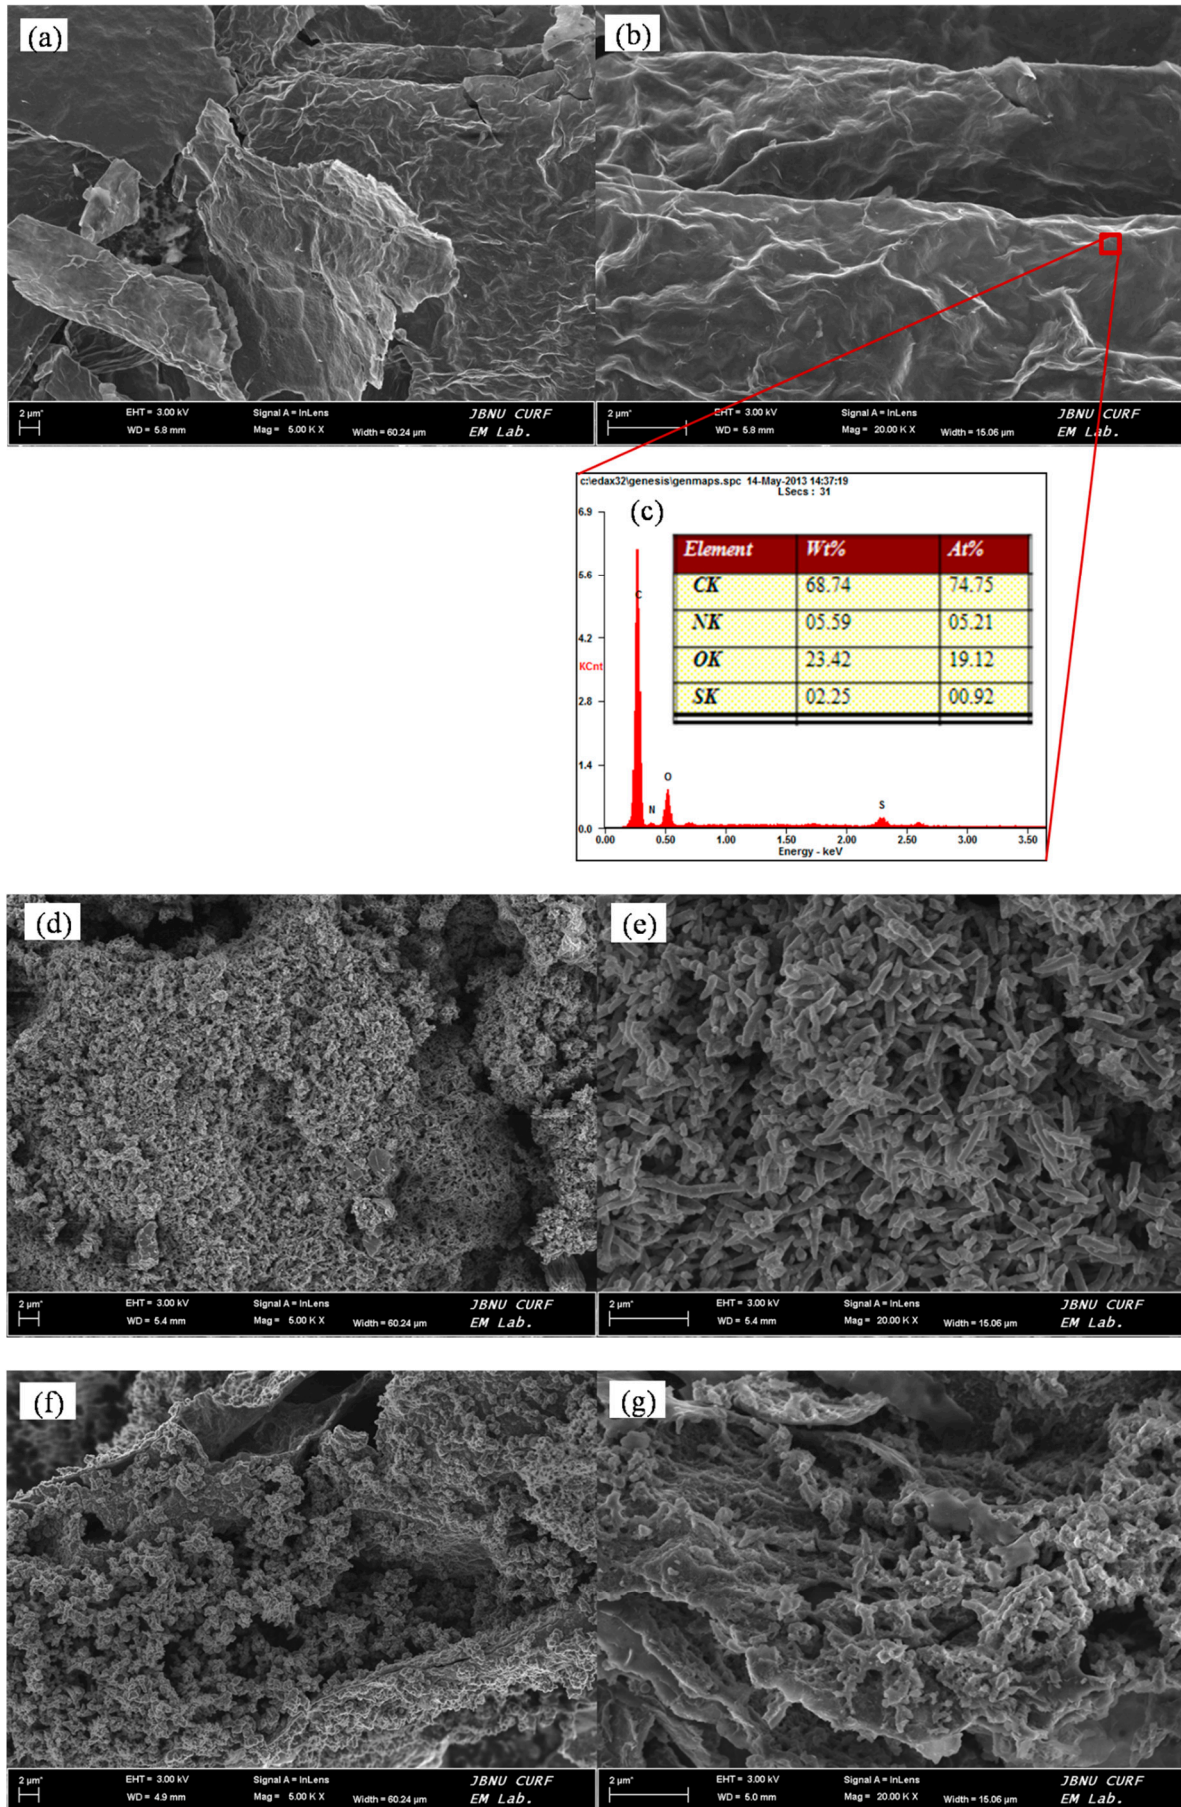 (a)
2 µm*
EHT = 3.00 kV
WD = 5.8 mm
Signal A = InLens
Mag = 5.00 K X
Width = 60.24 µm
JBNU CURF
EM Lab.
(b)
2 µm*
EHT = 3.00 kV
WD = 5.8 mm
Signal A = InLens
Mag = 20.00 K X
Width = 15.06 µm
JBNU CURF
EM Lab.
c:\edax32\genesis\genmaps.spc 14-May-2013 14:37:19
LSecs : 31
(c)
6.9
5.6
4.2
KCnt
2.8
1.4
0.0
Element Wt% At%
CK 68.74 74.75
NK 05.59 05.21
OK 23.42 19.12
SK 02.25 00.92
C
N
O
S
0.00 0.50 1.00 1.50 2.00 2.50 3.00 3.50
Energy - keV
(d)
2 µm*
EHT = 3.00 kV
WD = 5.4 mm
Signal A = InLens
Mag = 5.00 K X
Width = 60.24 µm
JBNU CURF
EM Lab.
(e)
2 µm*
EHT = 3.00 kV
WD = 5.4 mm
Signal A = InLens
Mag = 20.00 K X
Width = 15.06 µm
JBNU CURF
EM Lab.
(f)
2 µm*
EHT = 3.00 kV
WD = 4.9 mm
Signal A = InLens
Mag = 5.00 K X
Width = 60.24 µm
JBNU CURF
EM Lab.
(g)
2 µm*
EHT = 3.00 kV
WD = 5.0 mm
Signal A = InLens
Mag = 20.00 K X
Width = 15.06 µm
JBNU CURF
EM Lab.